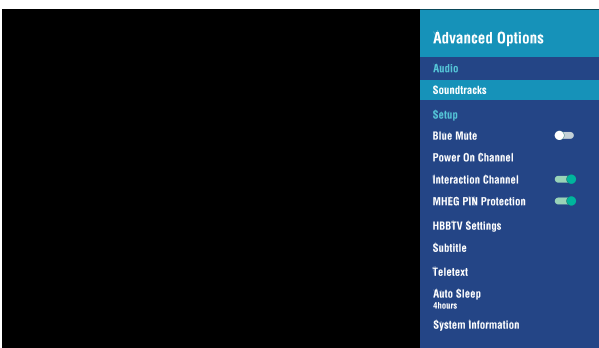 Advanced Options
Audio
Soundtracks
Setup
Blue Mute
Power On Channel
Interaction Channel
MHEG PIN Protection
HBBTV Settings
Subtitle
Teletext
Auto Sleep
4hours
System Information